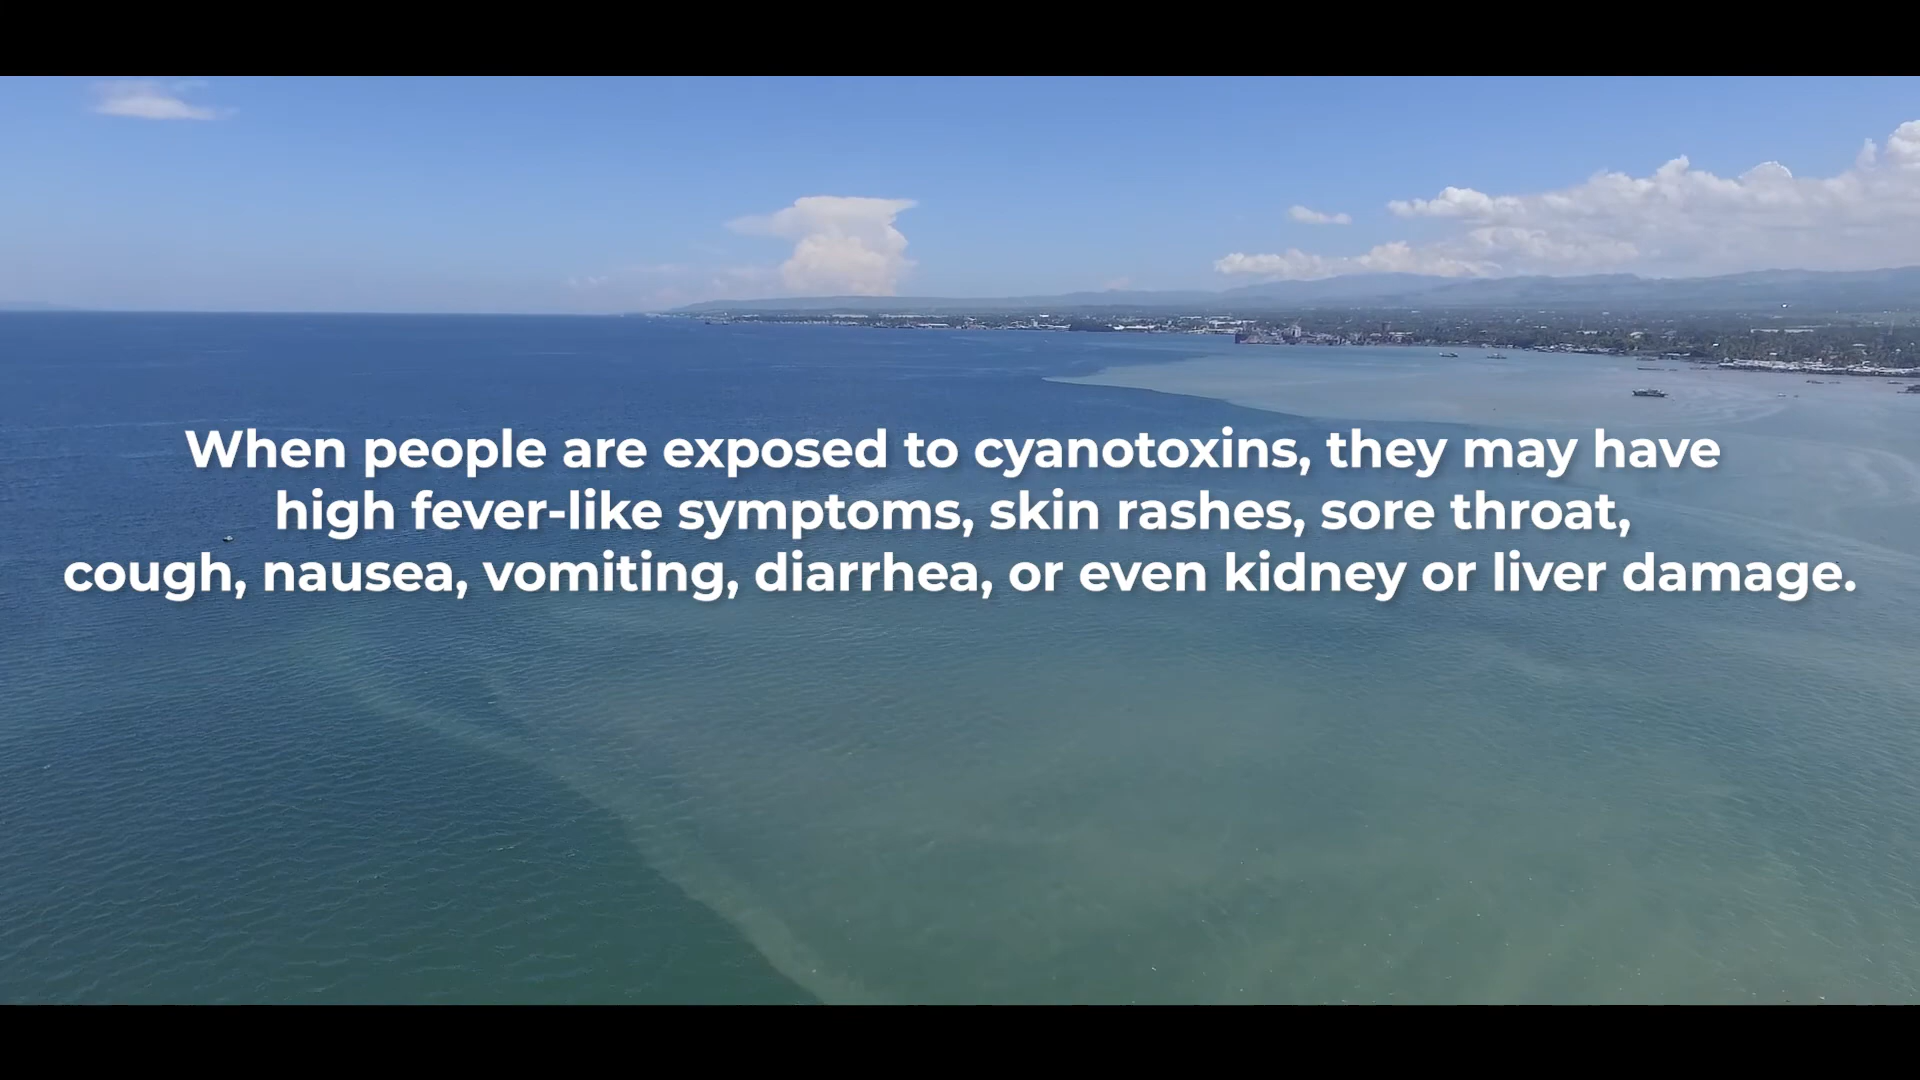 When people are exposed to cyanotoxins, they may have
high fever-like symptoms, skin rashes, sore throat,
cough, nausea, vomiting, diarrhea, or even kidney or liver damage.